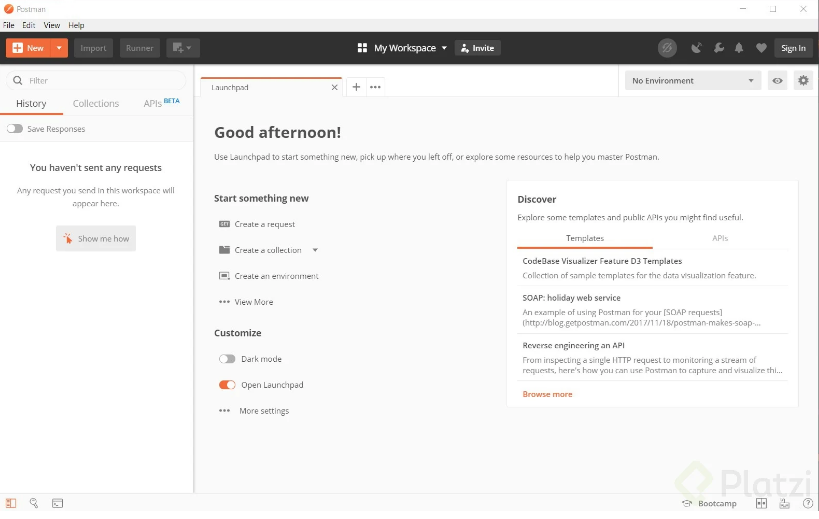 Postman
File Edit View Help
New Import Runner My Workspace Invite Sign In
Filter
History Collections APIs BETA
Save Responses
You haven't sent any requests
Any request you send in this workspace will
appear here.
Show me how
Launchpad
No Environment
Good afternoon!
Use Launchpad to start something new, pick up where you left off, or explore some resources to help you master Postman.
Start something new
GET Create a request
Create a collection
Create an environment
View More
Customize
Dark mode
Open Launchpad
More settings
Discover
Explore some templates and public APIs you might find useful.
Templates APIs
CodeBase Visualizer Feature D3 Templates
Collection of sample templates for the data visualization feature.
SOAP: holiday web service
An example of using Postman for your [SOAP requests]
(http://blog.getpostman.com/2017/11/18/postman-makes-soap-...
Reverse engineering an API
From inspecting a single HTTP request to monitoring a stream of
requests, here's how you can use Postman to capture and visualize thi...
Browse more
Platzi
Bootcamp